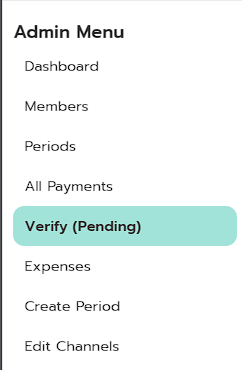 Admin Menu
Dashboard
Members
Periods
All Payments
Verify (Pending)
Expenses
Create Period
Edit Channels